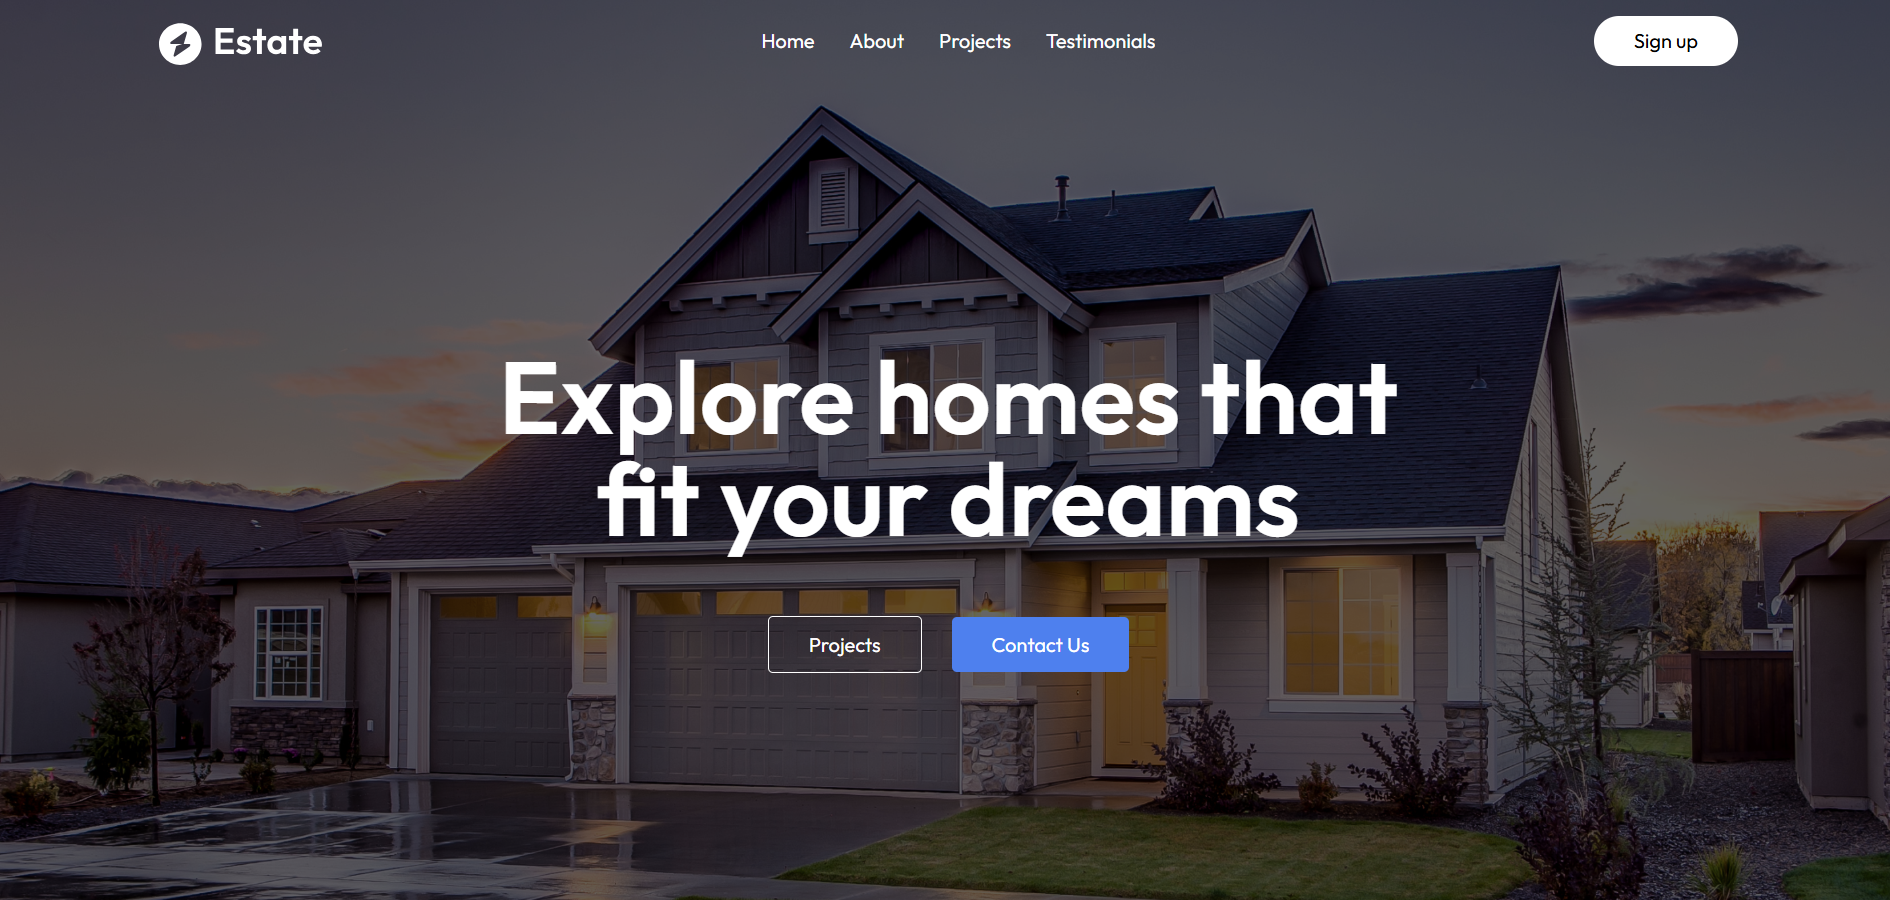 Estate
Home About Projects Testimonials
Sign up
Explore homes that
fit your dreams
Projects
Contact Us